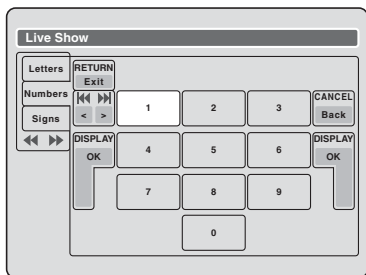 Live Show
Letters
Numbers
Signs
RETURN
Exit
< >
DISPLAY
OK
1
2
3
4
5
6
7
8
9
0
CANCEL
Back
DISPLAY
OK